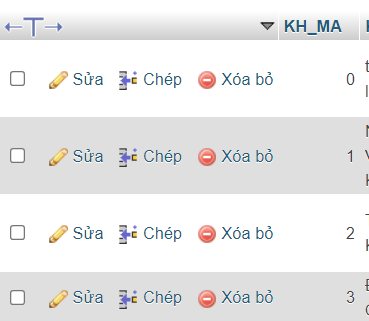 KH_MA
Sửa Chép Xóa bỏ 0
Sửa Chép Xóa bỏ 1
Sửa Chép Xóa bỏ 2
Sửa Chép Xóa bỏ 3